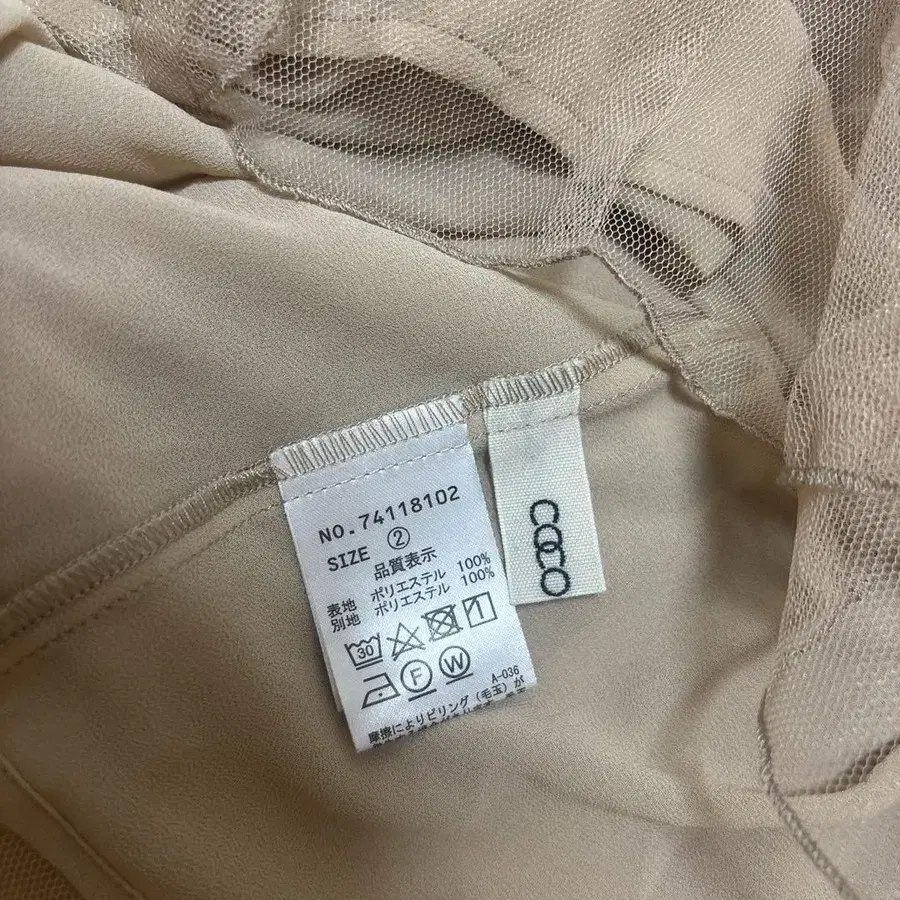 NO.74118102
SIZE ②
品質表示
表地 ポリエステル 100%
別地 ポリエステル 100%
30
F W
A-036
摩擦によりピリング(毛玉)が
caco